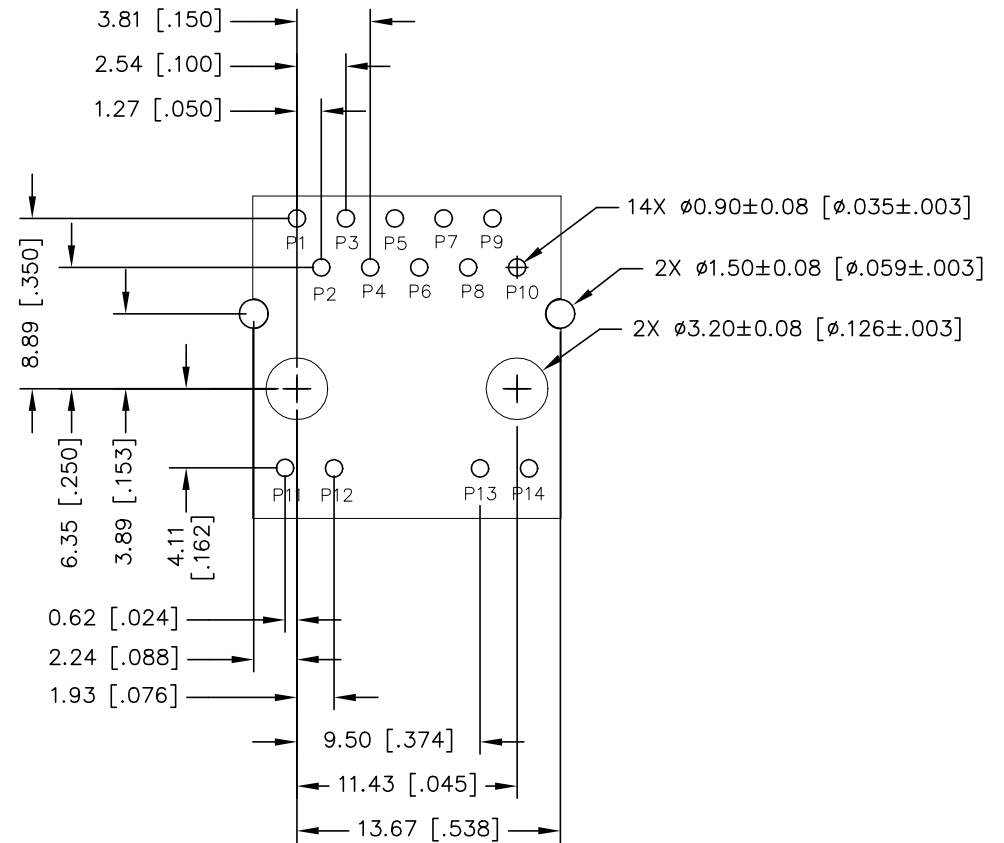 3.81 [.150]
2.54 [.100]
1.27 [.050]
14X ø0.90±0.08 [ø.035±.003]
P1 P3 P5 P7 P9
2X ø1.50±0.08 [ø.059±.003]
P2 P4 P6 P8 P10
8.89 [.350]
2X ø3.20±0.08 [ø.126±.003]
6.35 [.250]
3.89 [.153]
4.11
[.162]
P11 P12 P13 P14
0.62 [.024]
2.24 [.088]
1.93 [.076]
9.50 [.374]
11.43 [.045]
13.67 [.538]